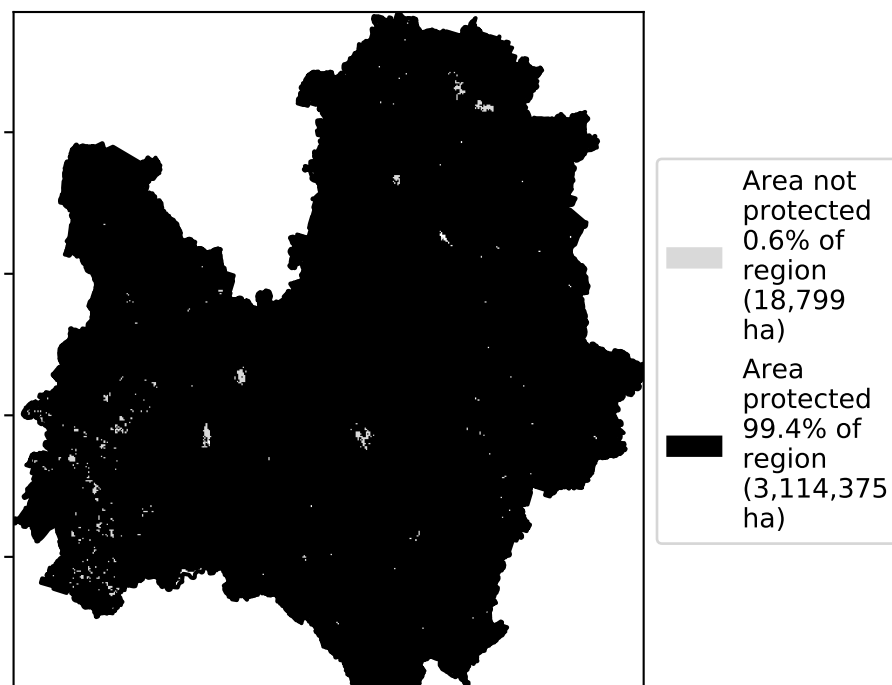 Area not
protected
0.6% of
region
(18,799
ha)
Area
protected
99.4% of
region
(3,114,375
ha)